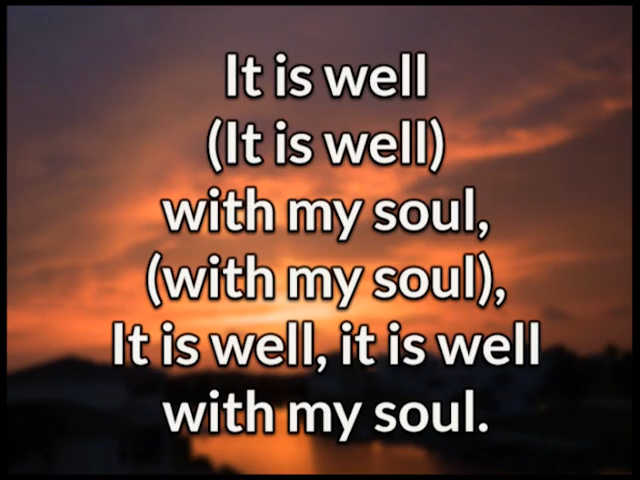 It is well
(It is well)
with my soul,
(with my soul),
It is well, it is well
with my soul.